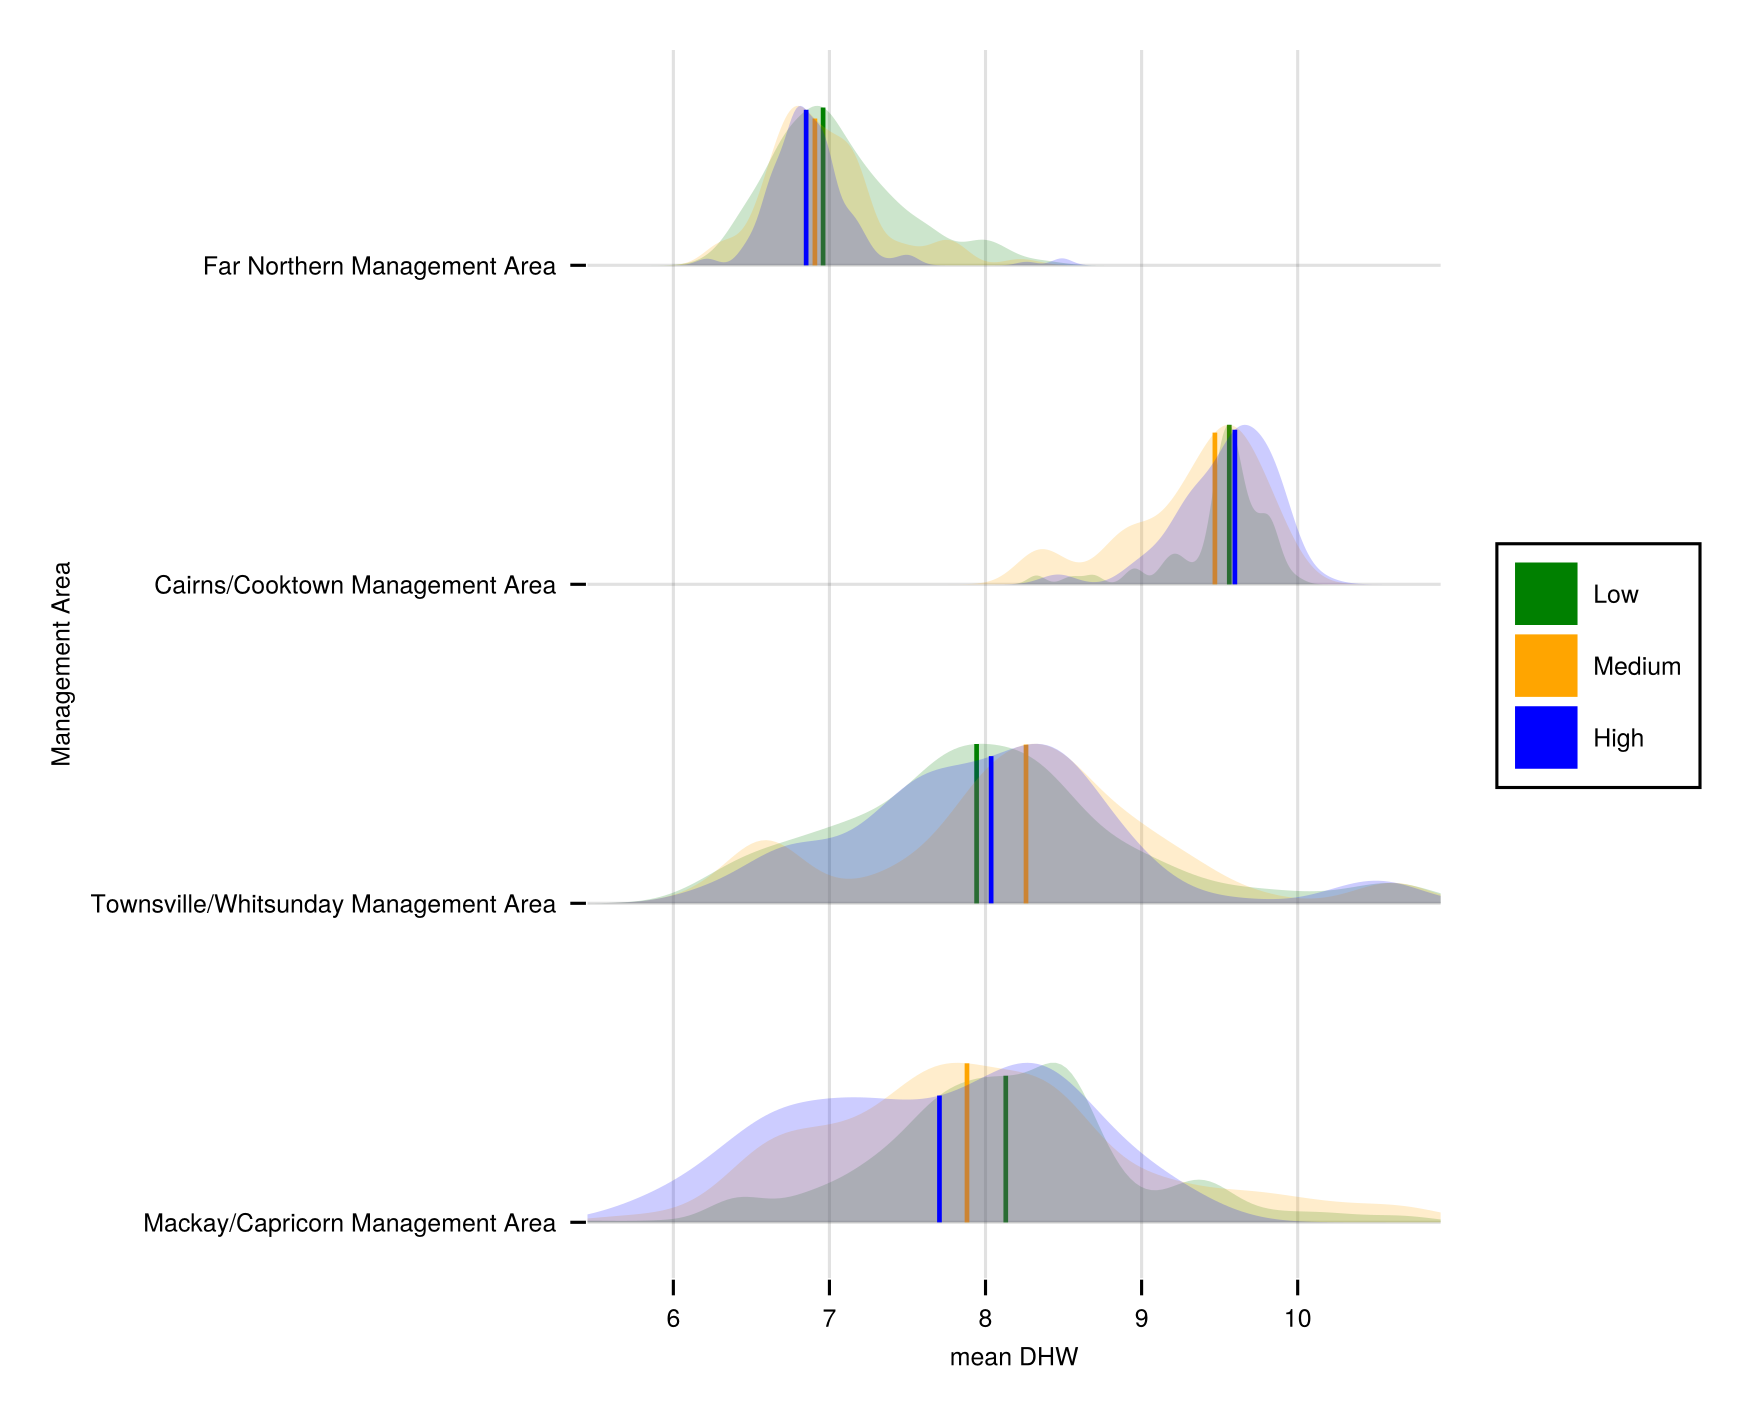 Far Northern Management Area
Cairns/Cooktown Management Area
Townsville/Whitsunday Management Area
Mackay/Capricorn Management Area
Management Area
6 7 8 9 10
mean DHW
Low
Medium
High